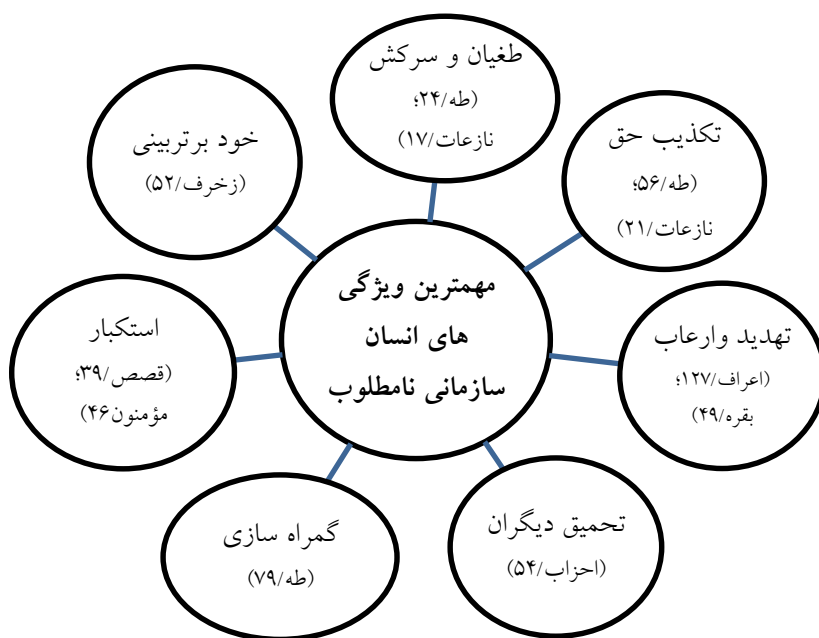 مهمترین ویژگی
های انسان
سازمانی نامطلوب
طغیان و سرکش
(طه/۲۴؛
نازعات/۱۷)
تکذیب حق
(طه/۵۶؛
نازعات/۲۱)
تهدید وارعاب
(اعراف/۱۲۷؛
بقره/۴۹)
تحمیق دیگران
(احزاب/۵۴)
گمراه سازی
(طه/۷۹)
استکبار
(قصص/۳۹؛
مؤمنون۴۶)
خود برتربینی
(زخرف/۵۲)